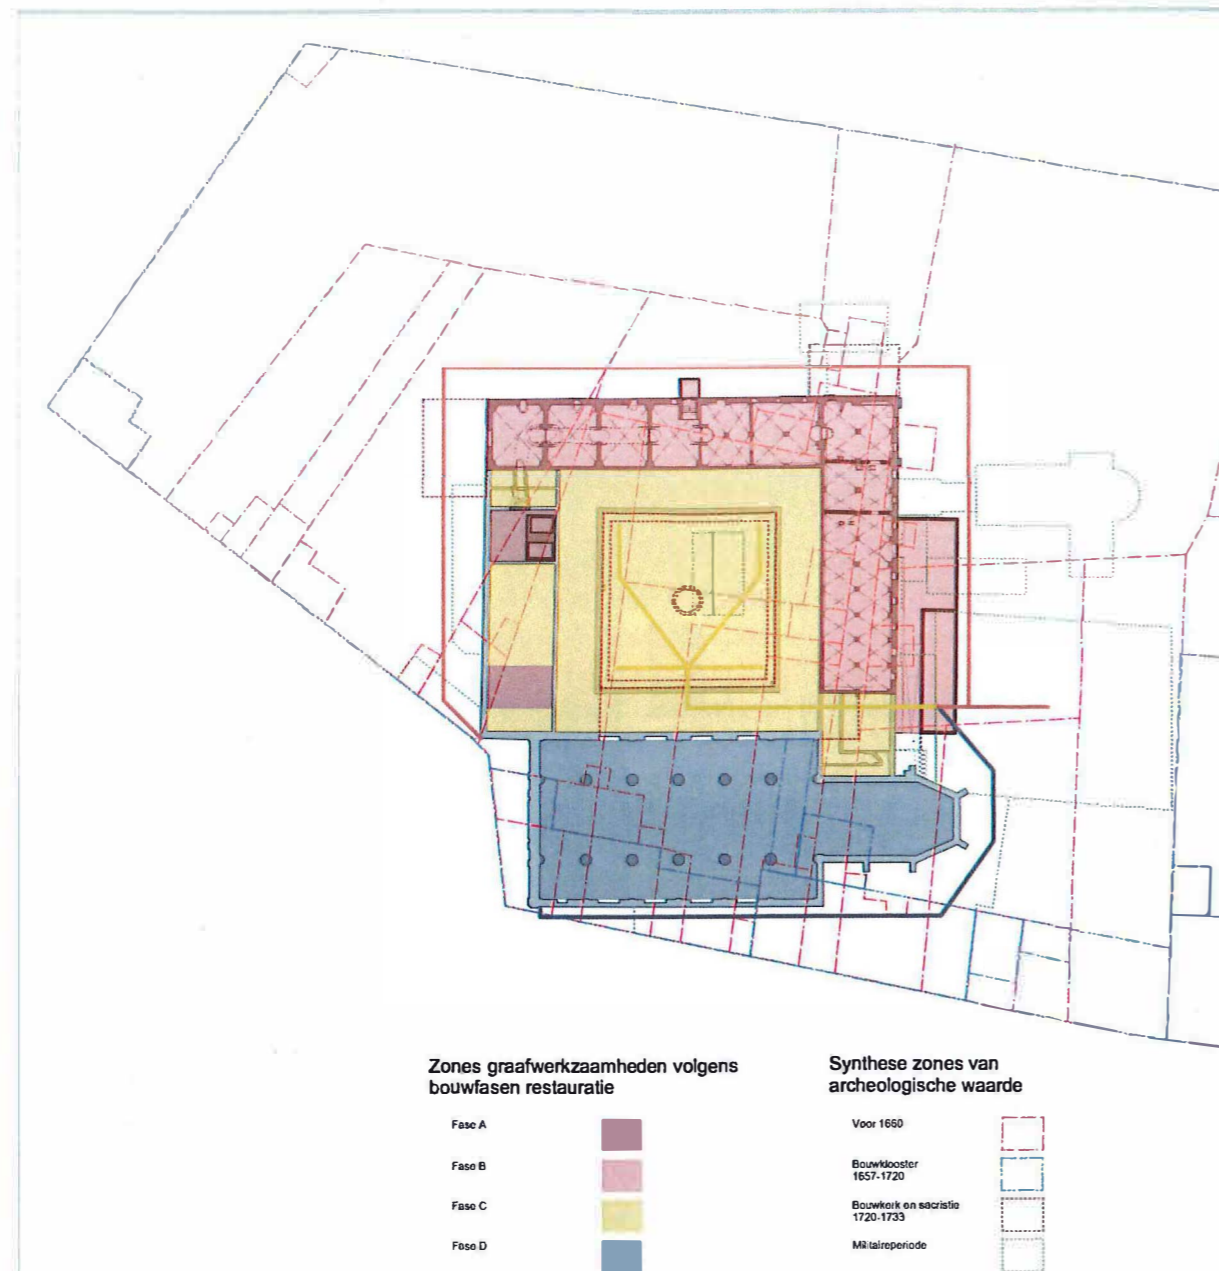 Zones graafwerkzaamheden volgens
bouwfasen restauratie
Fase A
Fase B
Fase C
Fase D
Synthese zones van
archeologische waarde
Voor 1660
Bouwklooster
1657-1720
Bouwkerk en sacristie
1720-1733
Militaireperiode